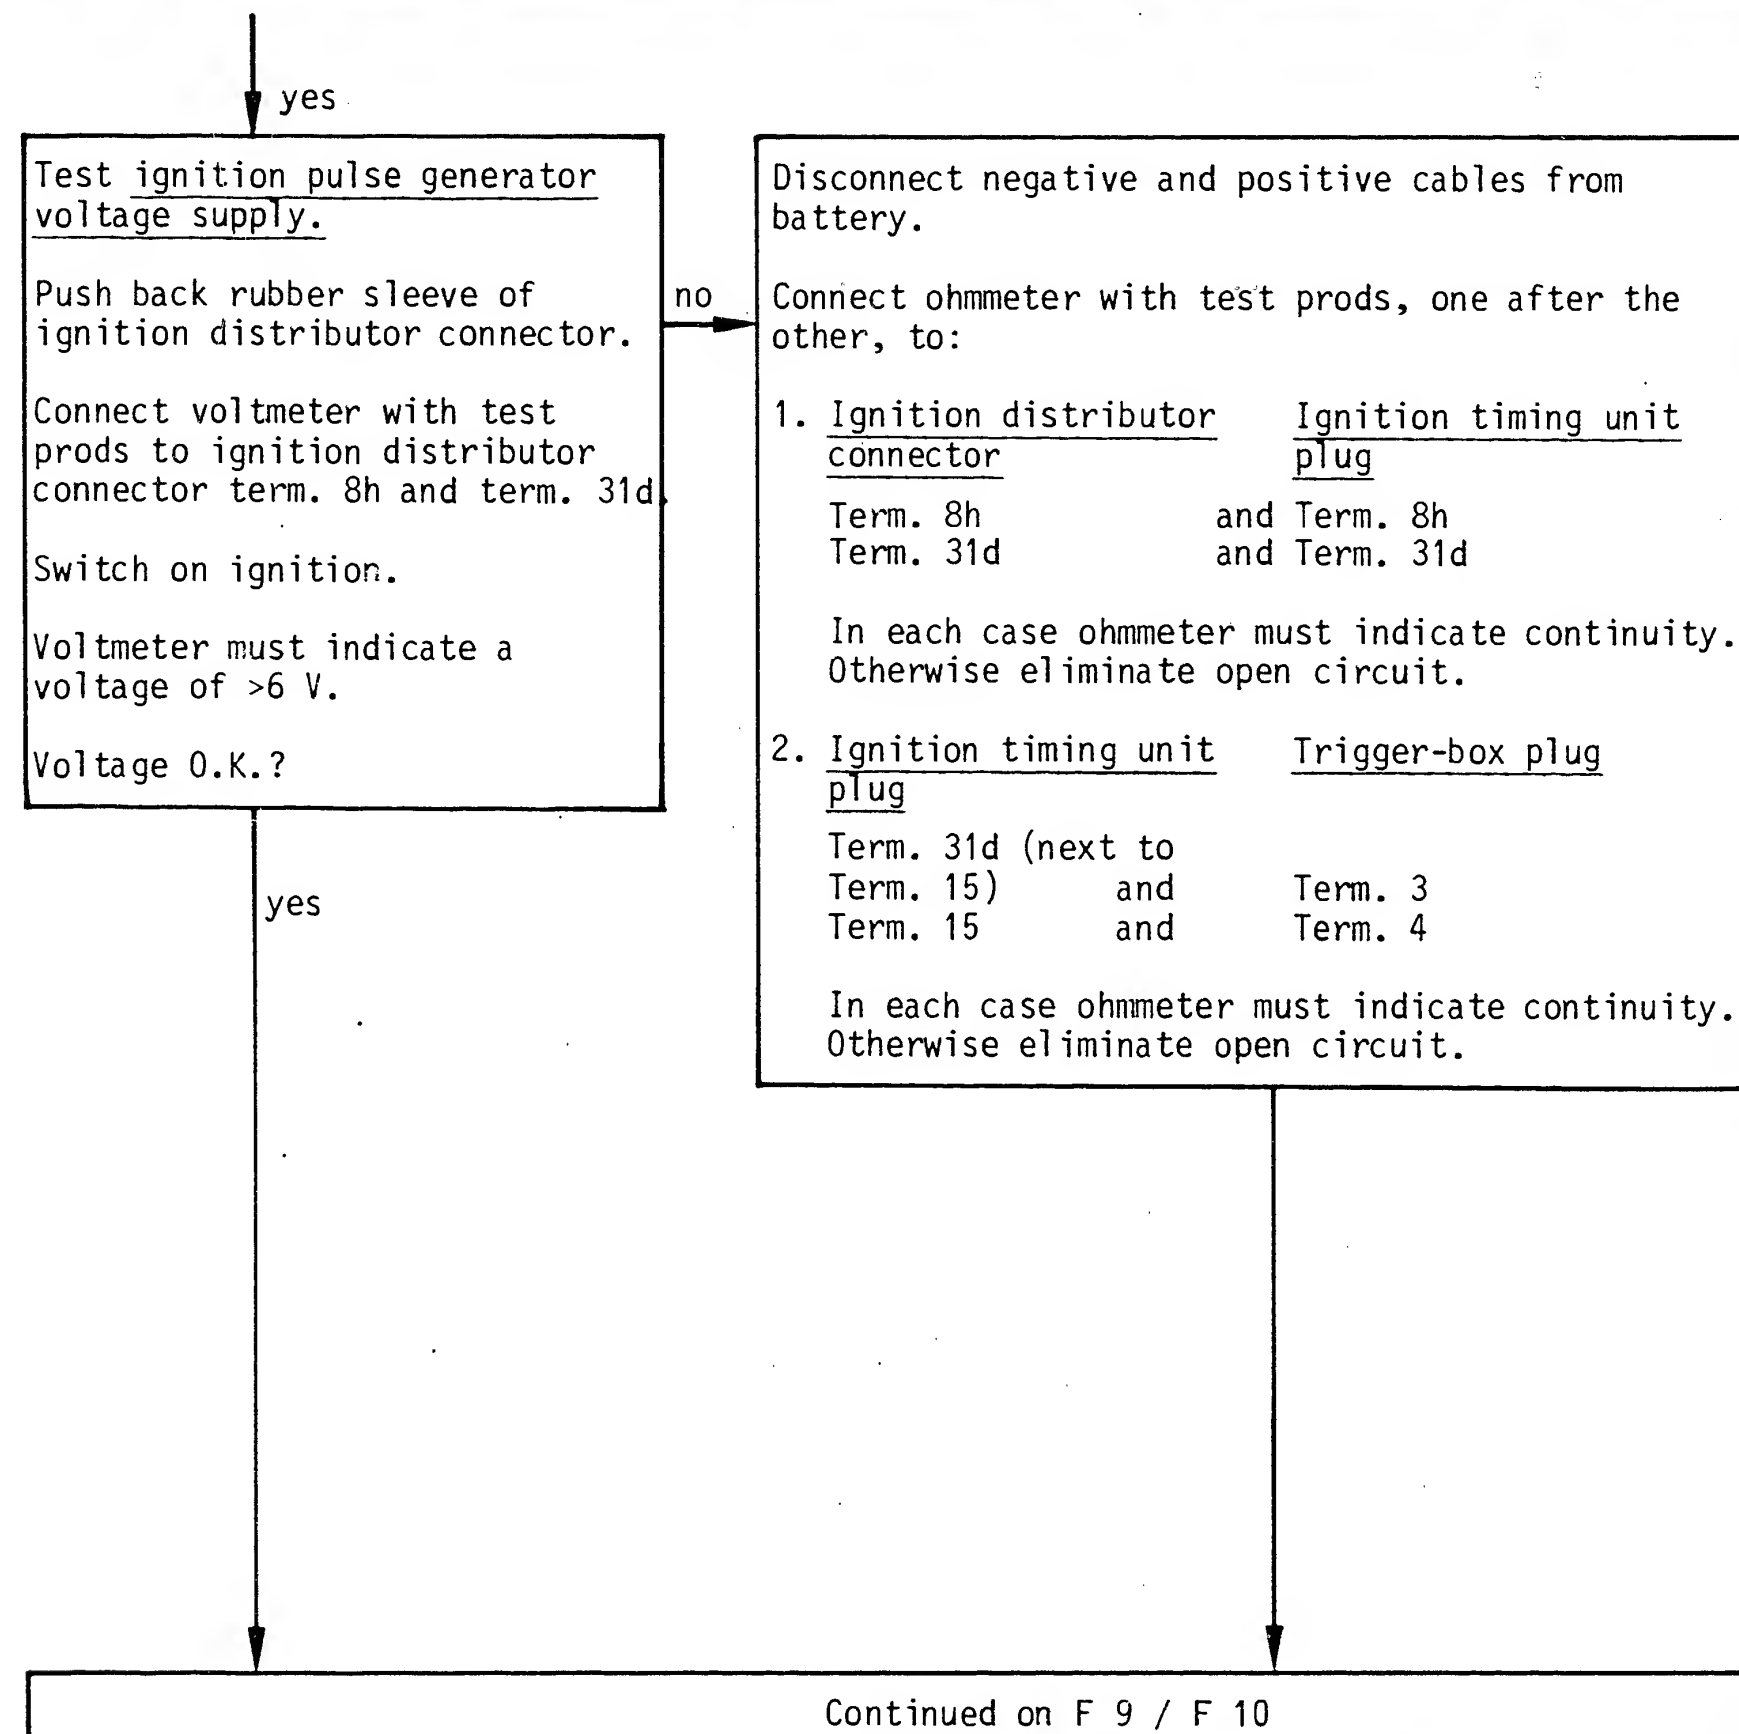 yes
Test ignition pulse generator
voltage supply.
Push back rubber sleeve of
ignition distributor connector.
Connect voltmeter with test
prods to ignition distributor
connector term. 8h and term. 31d.
Switch on ignition.
Voltmeter must indicate a
voltage of >6 V.
Voltage O.K.?
no
Disconnect negative and positive cables from
battery.
Connect ohmmeter with test prods, one after the
other, to:
1. Ignition distributor Ignition timing unit
connector plug
Term. 8h and Term. 8h
Term. 31d and Term. 31d
In each case ohmmeter must indicate continuity.
Otherwise eliminate open circuit.
2. Ignition timing unit Trigger-box plug
plug
Term. 31d (next to
Term. 15) and Term. 3
Term. 15 and Term. 4
In each case ohmmeter must indicate continuity.
Otherwise eliminate open circuit.
yes
Continued on F 9 / F 10